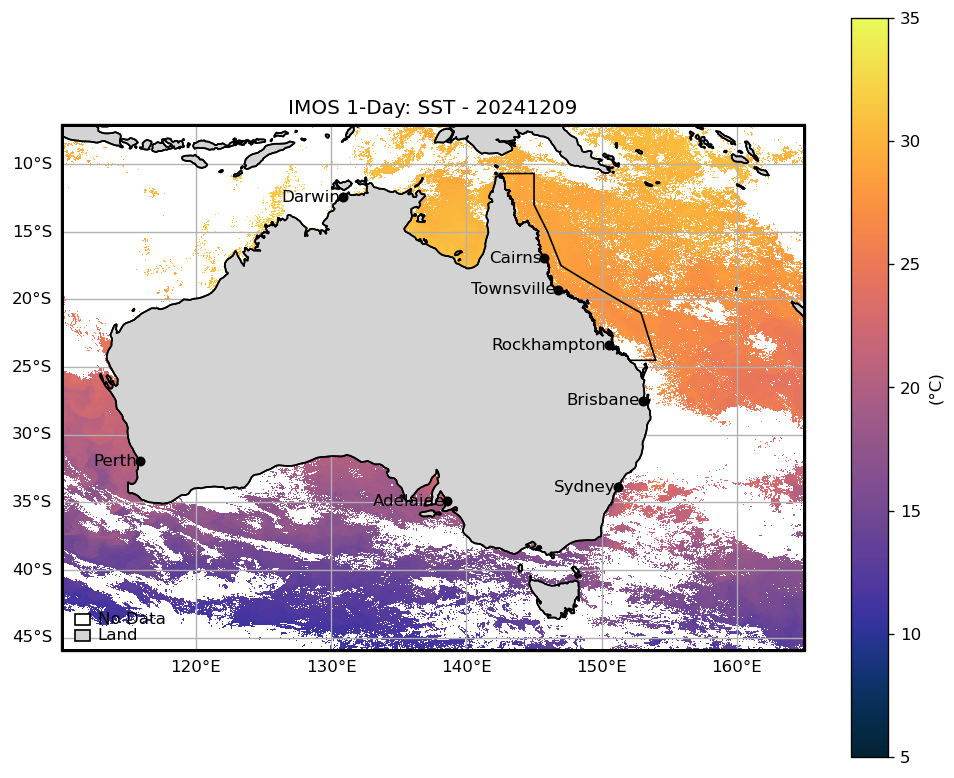 IMOS 1-Day: SST - 20241209
35
30
25
20
15
10
5
(°C)
10°S
15°S
20°S
25°S
30°S
35°S
40°S
45°S
Darwin
Cairns
Townsville
Rockhampton
Brisbane
Perth
Sydney
Adelaide
No Data
Land
120°E
130°E
140°E
150°E
160°E